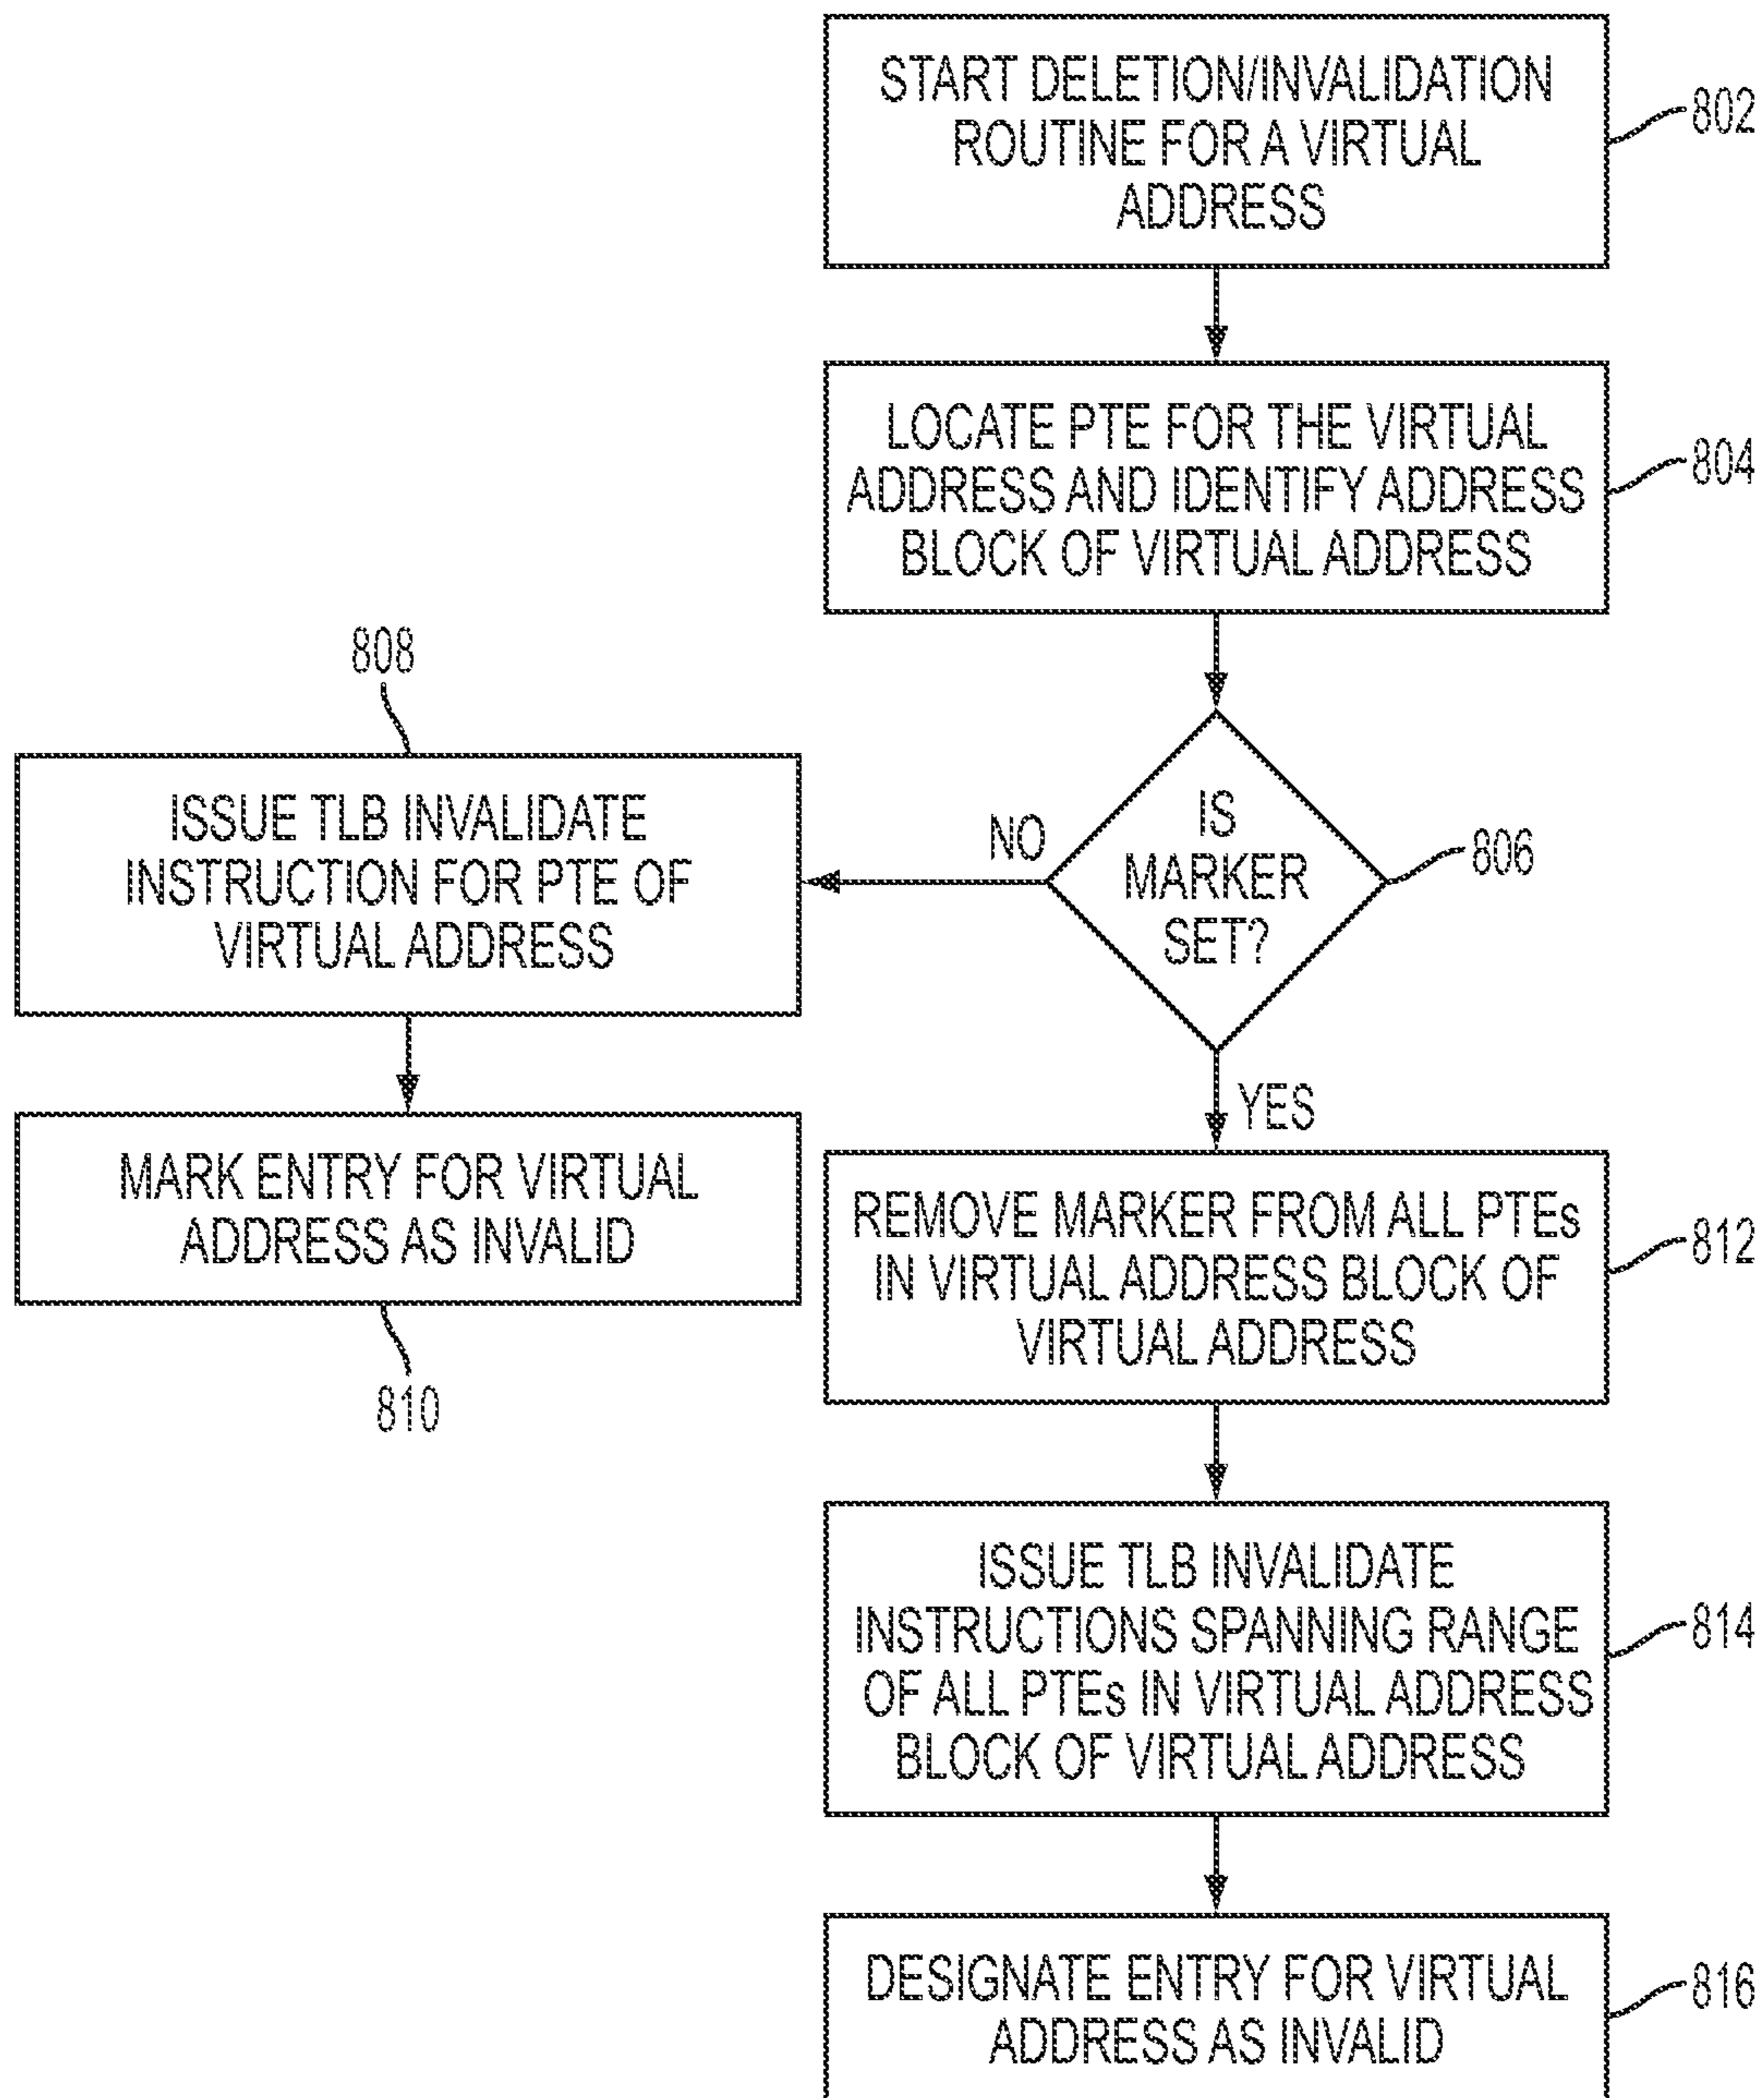 START DELETION/INVALIDATION
ROUTINE FOR A VIRTUAL
ADDRESS
802
LOCATE PTE FOR THE VIRTUAL
ADDRESS AND IDENTIFY ADDRESS
BLOCK OF VIRTUAL ADDRESS
804
IS
MARKER
SET?
806
NO
808
ISSUE TLB INVALIDATE
INSTRUCTION FOR PTE OF
VIRTUAL ADDRESS
MARK ENTRY FOR VIRTUAL
ADDRESS AS INVALID
810
YES
REMOVE MARKER FROM ALL PTEs
IN VIRTUAL ADDRESS BLOCK OF
VIRTUAL ADDRESS
812
ISSUE TLB INVALIDATE
INSTRUCTIONS SPANNING RANGE
OF ALL PTEs IN VIRTUAL ADDRESS
BLOCK OF VIRTUAL ADDRESS
814
DESIGNATE ENTRY FOR VIRTUAL
ADDRESS AS INVALID
816